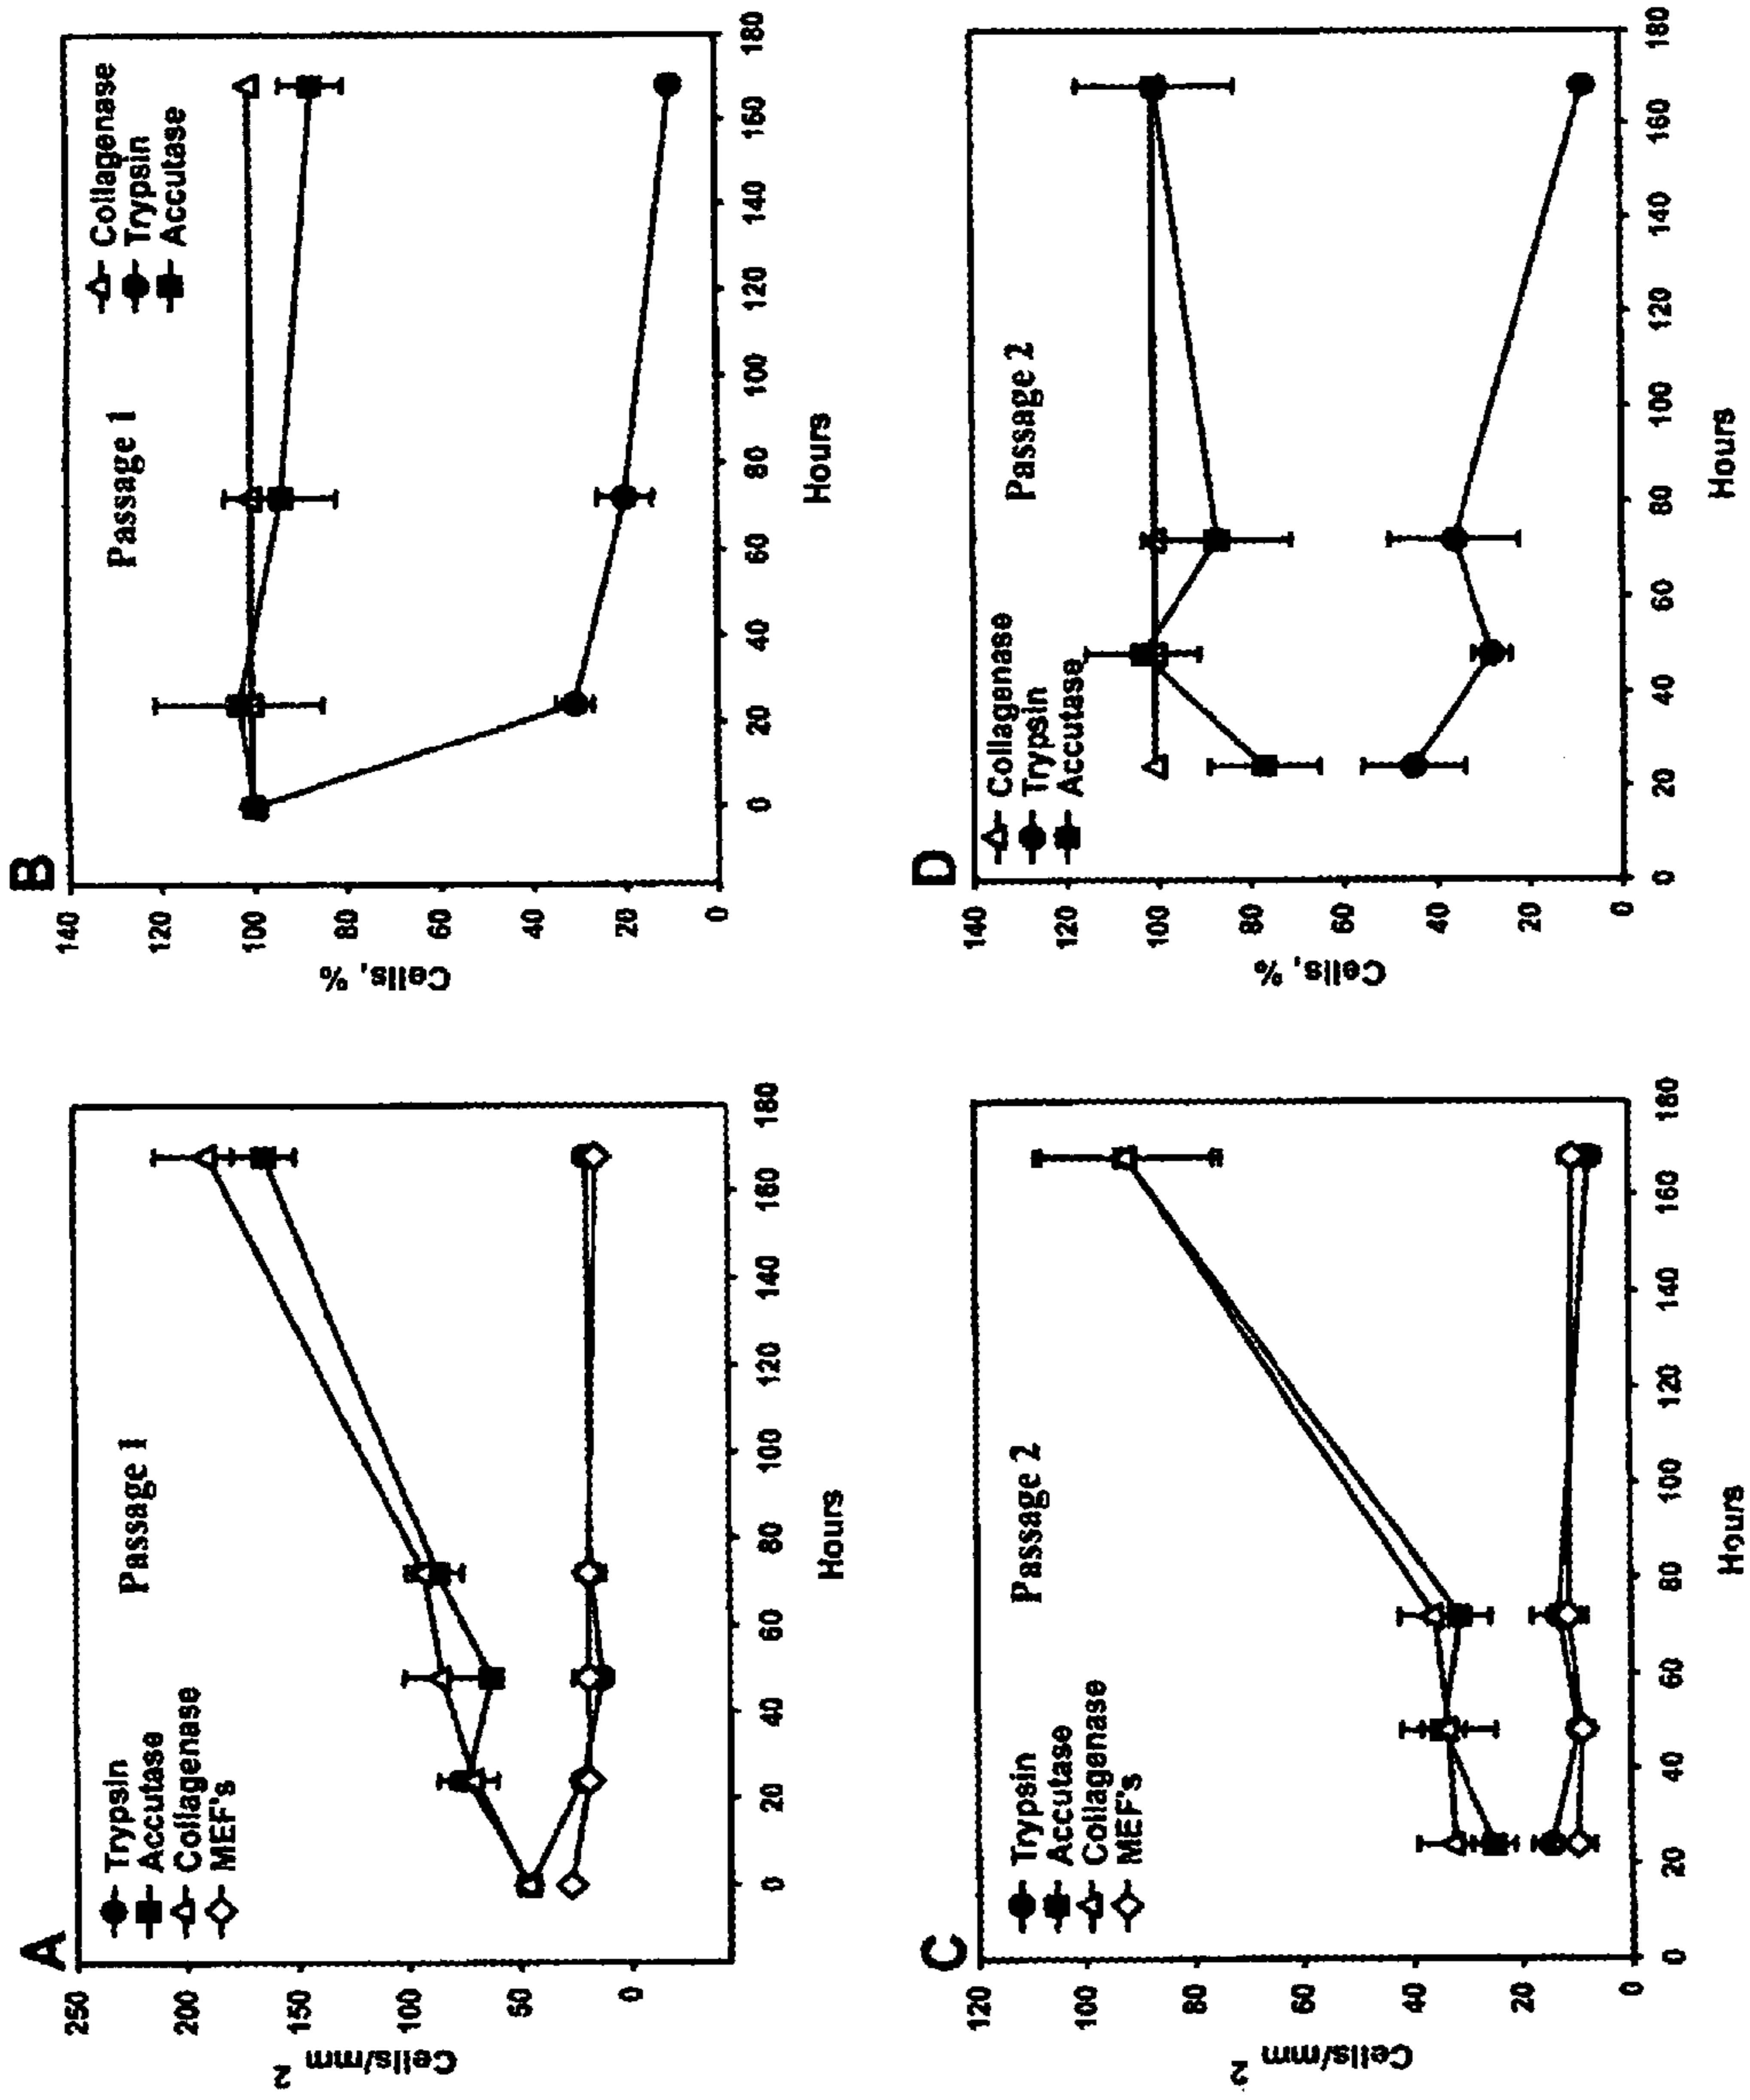 A
Passage 1
Trypsin
Accutase
Collagenase
MEF's
250
200
150
100
50
0
Cells/mm 2
0 20 40 60 80 100 120 140 160 180
Hours
B
Passage 1
Collagenase
Trypsin
Accutase
140
120
100
80
60
40
20
0
Cells, %
0 20 40 60 80 100 120 140 160 180
Hours
C
Passage 2
Trypsin
Accutase
Collagenase
MEF's
120
100
80
60
40
20
0
Cells/mm 2
0 20 40 60 80 100 120 140 160 180
Hours
D
Passage 2
Collagenase
Trypsin
Accutase
140
120
100
80
60
40
20
0
Cells, %
0 20 40 60 80 100 120 140 160 180
Hours